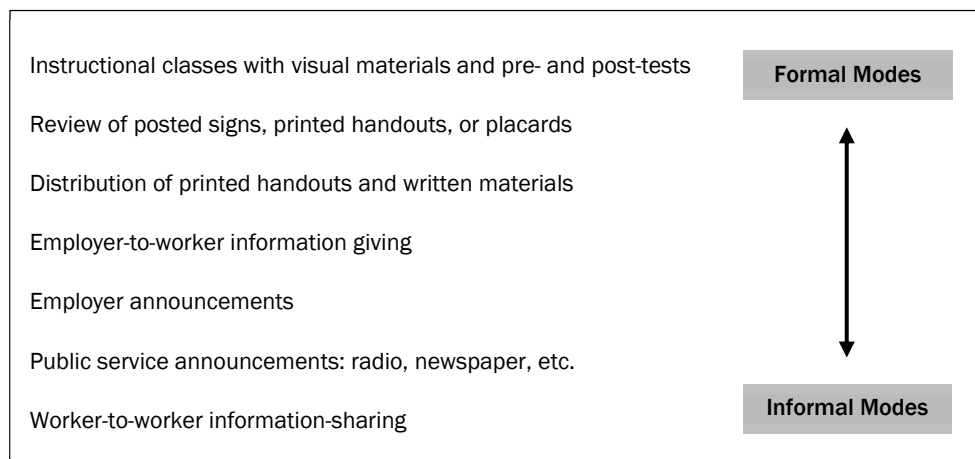 Instructional classes with visual materials and pre- and post-tests
Formal Modes
Review of posted signs, printed handouts, or placards
Distribution of printed handouts and written materials
Employer-to-worker information giving
Employer announcements
Public service announcements: radio, newspaper, etc.
Informal Modes
Worker-to-worker information-sharing